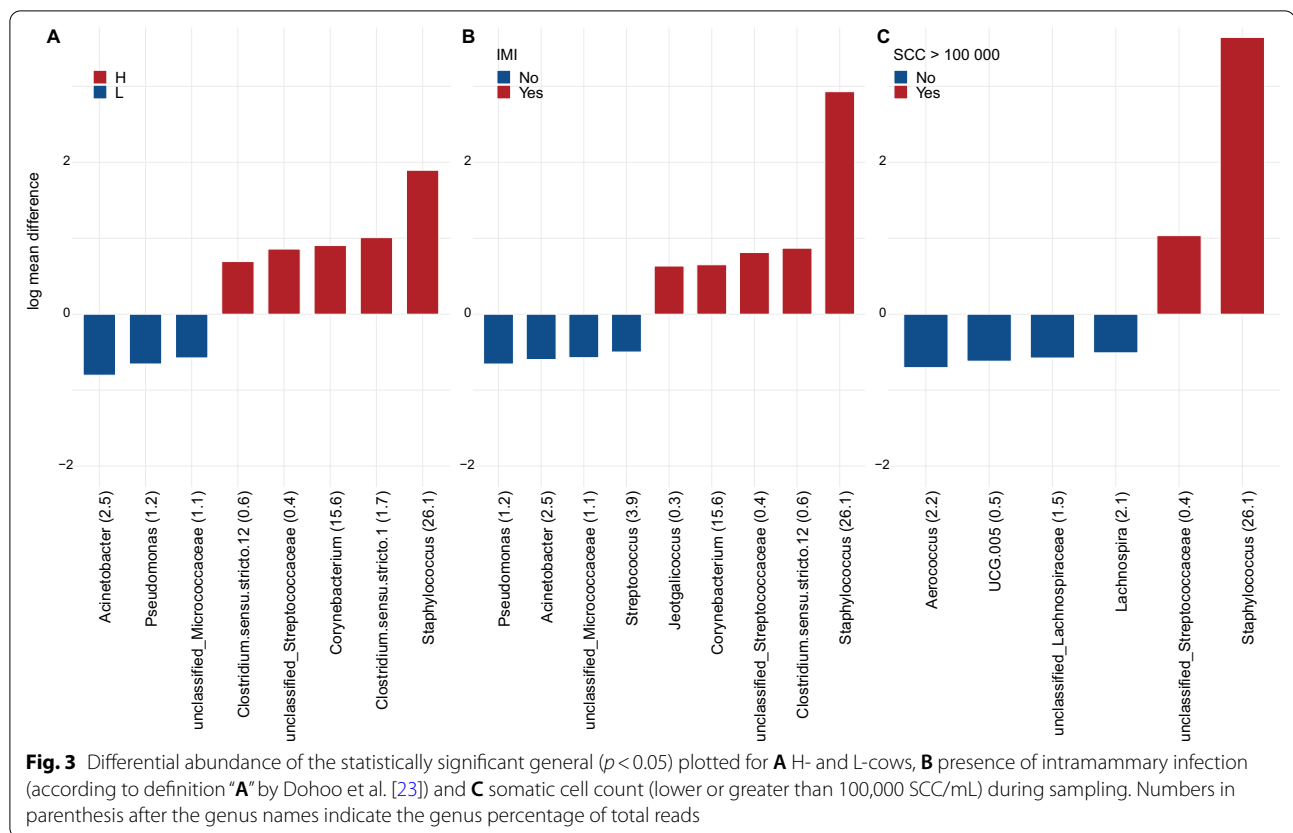 A
H
L
log mean difference
2
0
−2
Acinetobacter (2.5)
Pseudomonas (1.2)
unclassified_Micrococcaceae (1.1)
Clostridium.sensu.stricto.12 (0.6)
unclassified_Streptococcaceae (0.4)
Corynebacterium (15.6)
Clostridium.sensu.stricto.1 (1.7)
Staphylococcus (26.1)
B
IMI
No
Yes
2
0
−2
Pseudomonas (1.2)
Acinetobacter (2.5)
unclassified_Micrococcaceae (1.1)
Streptococcus (3.9)
Jeotgalicoccus (0.3)
Corynebacterium (15.6)
unclassified_Streptococcaceae (0.4)
Clostridium.sensu.stricto.12 (0.6)
Staphylococcus (26.1)
C
SCC > 100 000
No
Yes
2
0
−2
Aerococcus (2.2)
UCG.005 (0.5)
unclassified_Lachnospiraceae (1.5)
Lachnospira (2.1)
unclassified_Streptococcaceae (0.4)
Staphylococcus (26.1)
Fig. 3 Differential abundance of the statistically significant general (p < 0.05) plotted for A H- and L-cows, B presence of intramammary infection
(according to definition “A” by Dohoo et al. [23]) and C somatic cell count (lower or greater than 100,000 SCC/mL) during sampling. Numbers in
parenthesis after the genus names indicate the genus percentage of total reads